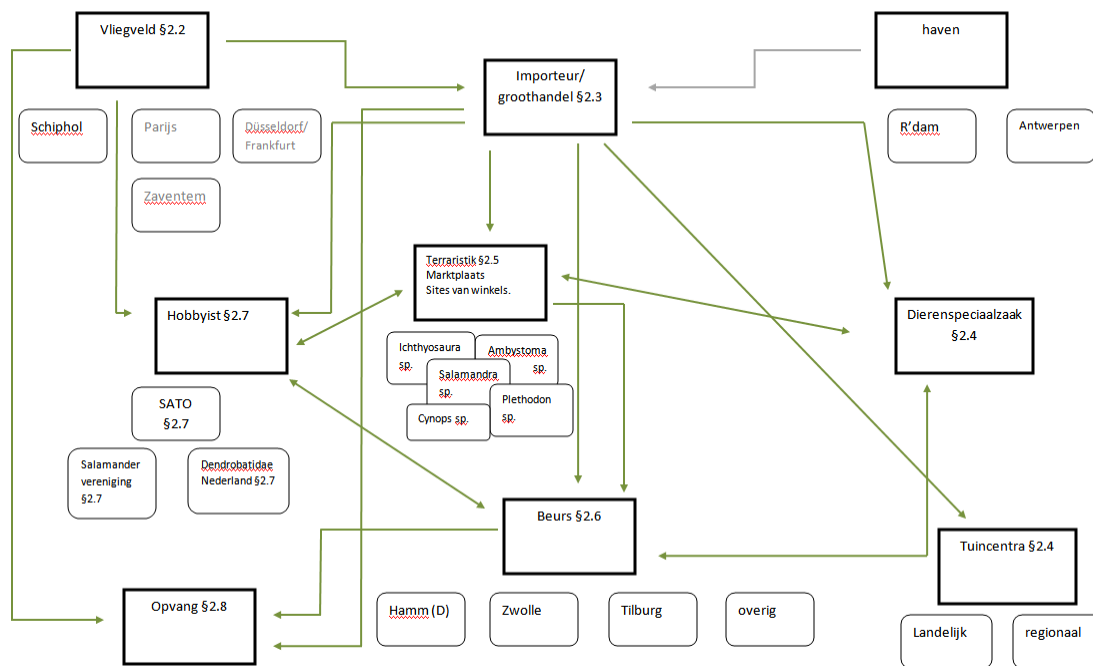 Vliegveld §2.2
haven
Importeur/
groothandel §2.3
Schiphol
Parijs
Düsseldorf/
Frankfurt
R’dam
Antwerpen
Zaventem
Terraristik §2.5
Marktplaats
Sites van winkels.
Hobbyist §2.7
Dierenspeciaalzaak
§2.4
Ichthyosaura
sp.
Ambystoma
sp.
Salamandra
sp.
Plethodon
sp.
Cynops sp.
SATO
§2.7
Salamander
vereniging
§2.7
Dendrobatidae
Nederland §2.7
Beurs §2.6
Tuincentra §2.4
Opvang §2.8
Hamm (D)
Zwolle
Tilburg
overig
Landelijk
regionaal